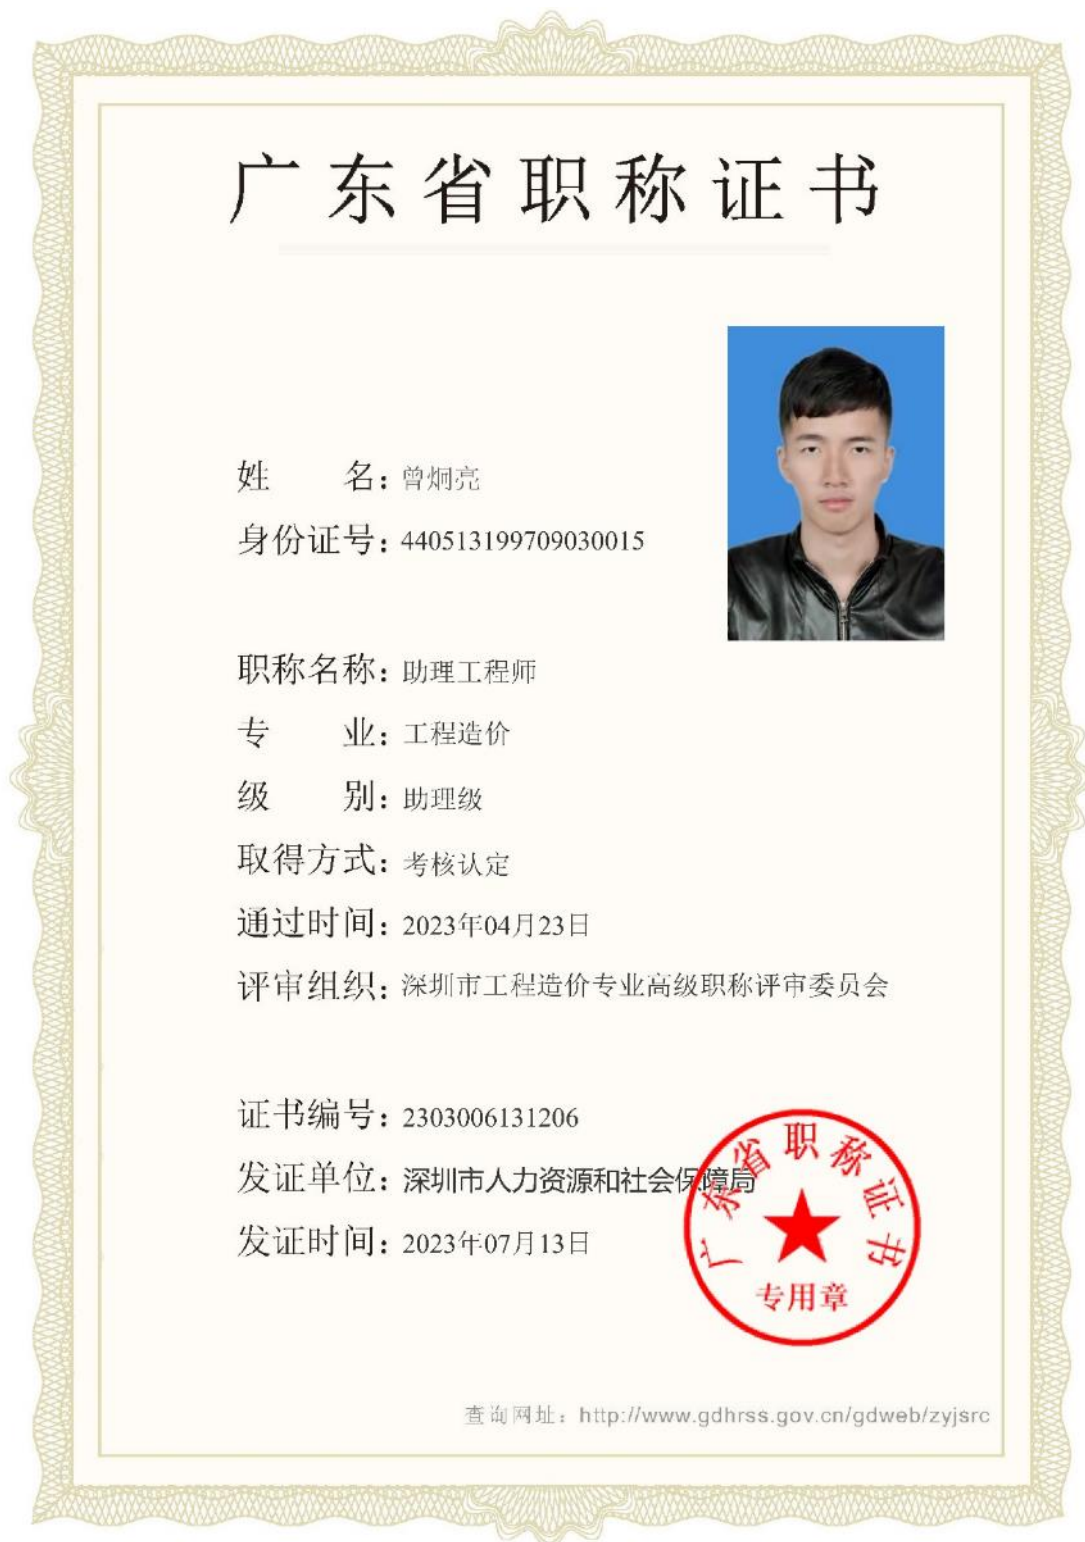 广东省职称证书
姓 名：曾炯亮
身份证号：440513199709030015
职称名称：助理工程师
专 业：工程造价
级 别：助理级
取得方式：考核认定
通过时间：2023年04月23日
评审组织：深圳市工程造价专业高级职称评审委员会
证书编号：2303006131206
发证单位：深圳市人力资源和社会保障局
发证时间：2023年07月13日
广东省职称证书
专用章
查询网址：http://www.gdhrss.gov.cn/gdweb/zyjsrc